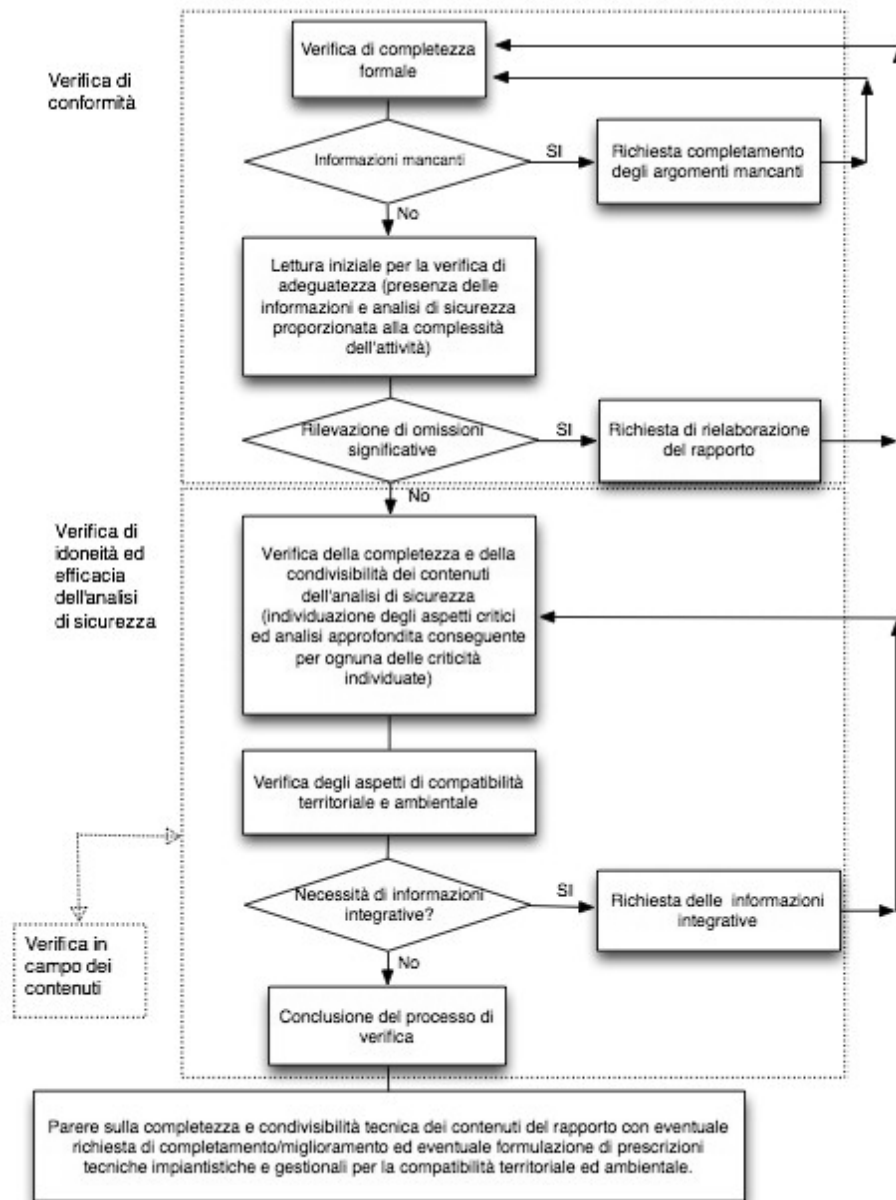 Verifica di completezza
formale
Verifica di
conformità
Informazioni mancanti
SI
Richiesta completamento
degli argomenti mancanti
No
Lettura iniziale per la verifica di
adeguatezza (presenza delle
informazioni e analisi di sicurezza
proporzionata alla complessità
dell'attività)
Rilevazione di omissioni
significative
SI
Richiesta di rielaborazione
del rapporto
No
Verifica di
idoneità ed
efficacia
dell'analisi
di sicurezza
Verifica della completezza e della
condivisibilità dei contenuti
dell'analisi di sicurezza
(individuazione degli aspetti critici
ed analisi approfondita conseguente
per ognuna delle criticità
individuate)
Verifica degli aspetti di compatibilità
territoriale e ambientale
Necessità di informazioni
integrative?
SI
Richiesta delle informazioni
integrative
Verifica in
campo dei
contenuti
No
Conclusione del processo di
verifica
Parere sulla completezza e condivisibilità tecnica dei contenuti del rapporto con eventuale
richiesta di completamento/miglioramento ed eventuale formulazione di prescrizioni
tecniche impiantistiche e gestionali per la compatibilità territoriale ed ambientale.